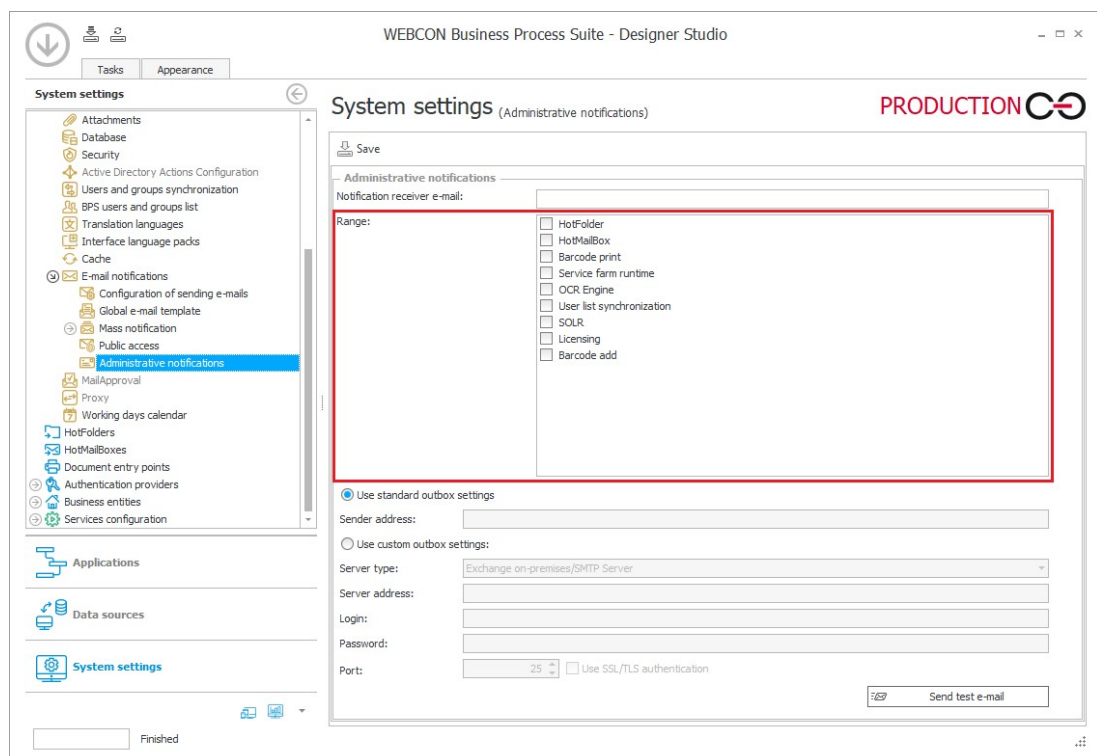 WEBCON Business Process Suite - Designer Studio
Tasks Appearance
System settings
Attachments
Database
Security
Active Directory Actions Configuration
Users and groups synchronization
BPS users and groups list
Translation languages
Interface language packs
Cache
E-mail notifications
Configuration of sending e-mails
Global e-mail template
Mass notification
Public access
Administrative notifications
MailApproval
Proxy
Working days calendar
HotFolders
HotMailBoxes
Document entry points
Authentication providers
Business entities
Services configuration
Applications
Data sources
System settings
Finished
System settings (Administrative notifications)
PRODUCTION
Save
Administrative notifications
Notification receiver e-mail:
Range:
HotFolder
HotMailBox
Barcode print
Service farm runtime
OCR Engine
User list synchronization
SOLR
Licensing
Barcode add
Use standard outbox settings
Sender address:
Use custom outbox settings:
Server type: Exchange on-premises/SMTP Server
Server address:
Login:
Password:
Port: 25 Use SSL/TLS authentication
Send test e-mail